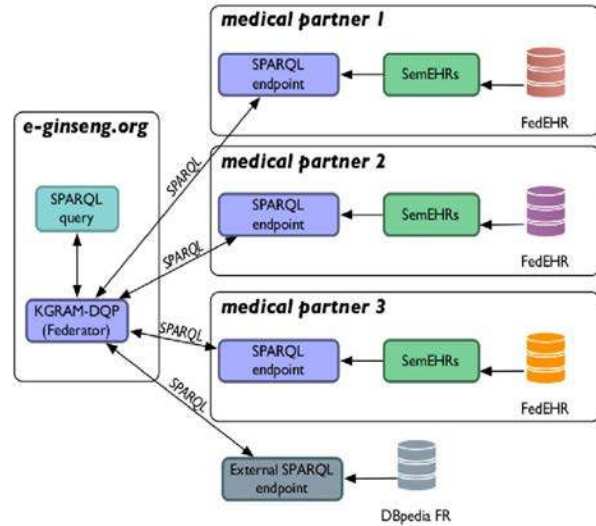 medical partner 1
SPARQL
endpoint
SemEHRs
FedEHR
e-ginseng.org
SPARQL
query
KGRAM-DQP
(Federator)
SPARQL
medical partner 2
SPARQL
endpoint
SemEHRs
FedEHR
SPARQL
medical partner 3
SPARQL
endpoint
SemEHRs
FedEHR
SPARQL
SPARQL
External SPARQL
endpoint
DBpedia FR